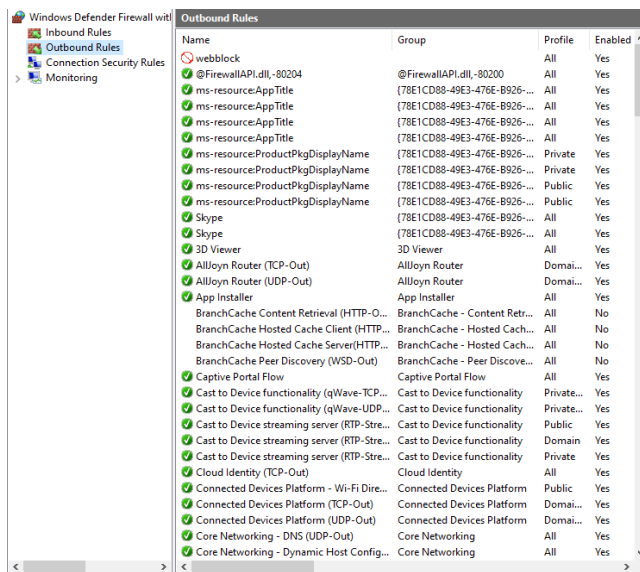 Windows Defender Firewall witl
Inbound Rules
Outbound Rules
Connection Security Rules
Monitoring
Outbound Rules
Name Group Profile Enabled
webblock All Yes
@FirewallAPI.dll,-80204 @FirewallAPI.dll,-80200 All Yes
ms-resource:AppTitle {78E1CD88-49E3-476E-B926-... All Yes
ms-resource:AppTitle {78E1CD88-49E3-476E-B926-... All Yes
ms-resource:AppTitle {78E1CD88-49E3-476E-B926-... All Yes
ms-resource:AppTitle {78E1CD88-49E3-476E-B926-... All Yes
ms-resource:ProductPkgDisplayName {78E1CD88-49E3-476E-B926-... Private Yes
ms-resource:ProductPkgDisplayName {78E1CD88-49E3-476E-B926-... Private Yes
ms-resource:ProductPkgDisplayName {78E1CD88-49E3-476E-B926-... Public Yes
ms-resource:ProductPkgDisplayName {78E1CD88-49E3-476E-B926-... Public Yes
Skype {78E1CD88-49E3-476E-B926-... All Yes
Skype {78E1CD88-49E3-476E-B926-... All Yes
3D Viewer 3D Viewer All Yes
AllJoyn Router (TCP-Out) AllJoyn Router Domai... Yes
AllJoyn Router (UDP-Out) AllJoyn Router Domai... Yes
App Installer App Installer All Yes
BranchCache Content Retrieval (HTTP-O... BranchCache - Content Retr... All No
BranchCache Hosted Cache Client (HTTP... BranchCache - Hosted Cach... All No
BranchCache Hosted Cache Server(HTTP... BranchCache - Hosted Cach... All No
BranchCache Peer Discovery (WSD-Out) BranchCache - Peer Discove... All No
Captive Portal Flow Captive Portal Flow All Yes
Cast to Device functionality (qWave-TCP... Cast to Device functionality Private... Yes
Cast to Device functionality (qWave-UDP... Cast to Device functionality Private... Yes
Cast to Device streaming server (RTP-Stre... Cast to Device functionality Public Yes
Cast to Device streaming server (RTP-Stre... Cast to Device functionality Domain Yes
Cast to Device streaming server (RTP-Stre... Cast to Device functionality Private Yes
Cloud Identity (TCP-Out) Cloud Identity All Yes
Connected Devices Platform - Wi-Fi Dire... Connected Devices Platform Public Yes
Connected Devices Platform (TCP-Out) Connected Devices Platform Domai... Yes
Connected Devices Platform (UDP-Out) Connected Devices Platform Domai... Yes
Core Networking - DNS (UDP-Out) Core Networking All Yes
Core Networking - Dynamic Host Config... Core Networking All Yes